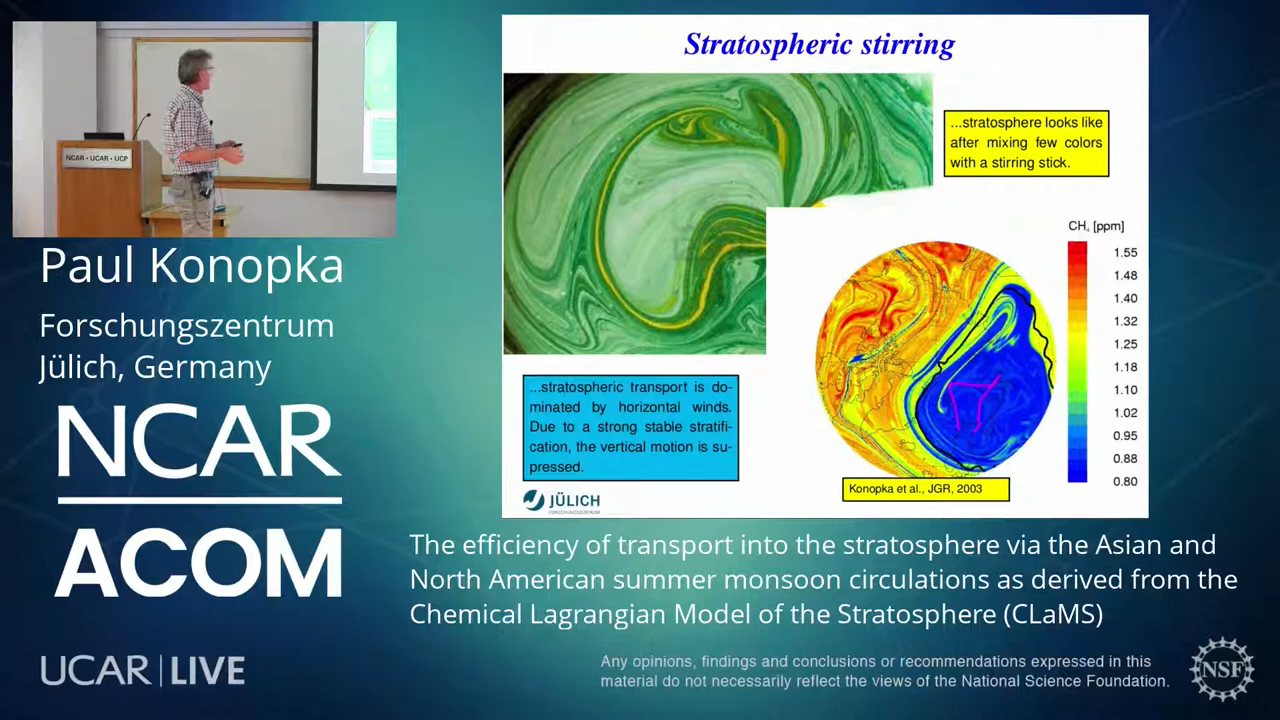 NCAR • UCAR • UCP
Paul Konopka
Forschungszentrum
Jülich, Germany
NCAR
ACOM
UCAR | LIVE
Stratospheric stirring
...stratosphere looks like
after mixing few colors
with a stirring stick.
CH₄ [ppm]
1.55
1.48
1.40
1.32
1.25
1.18
1.10
1.02
0.95
0.88
0.80
...stratospheric transport is do-
minated by horizontal winds.
Due to a strong stable stratifi-
cation, the vertical motion is su-
pressed.
Konopka et al., JGR, 2003
JÜLICH
FORSCHUNGSZENTRUM
The efficiency of transport into the stratosphere via the Asian and
North American summer monsoon circulations as derived from the
Chemical Lagrangian Model of the Stratosphere (CLaMS)
Any opinions, findings and conclusions or recommendations expressed in this
material do not necessarily reflect the views of the National Science Foundation.
NSF